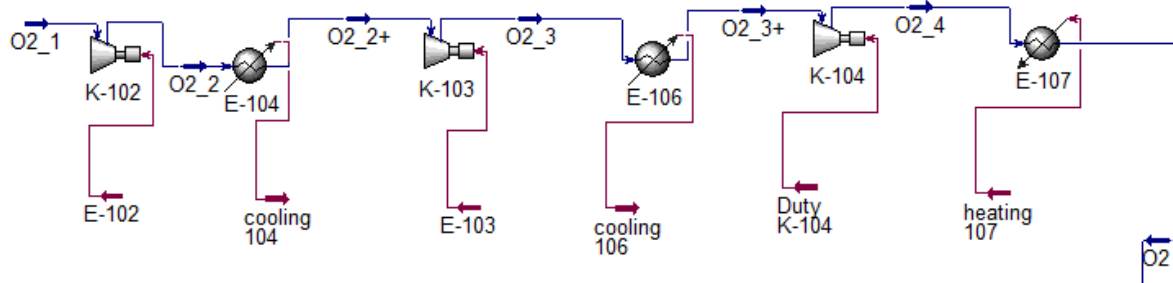 O2_1
K-102
O2_2
E-104
O2_2+
K-103
O2_3
E-106
O2_3+
K-104
O2_4
E-107
E-102
cooling
104
E-103
cooling
106
Duty
K-104
heating
107
O2